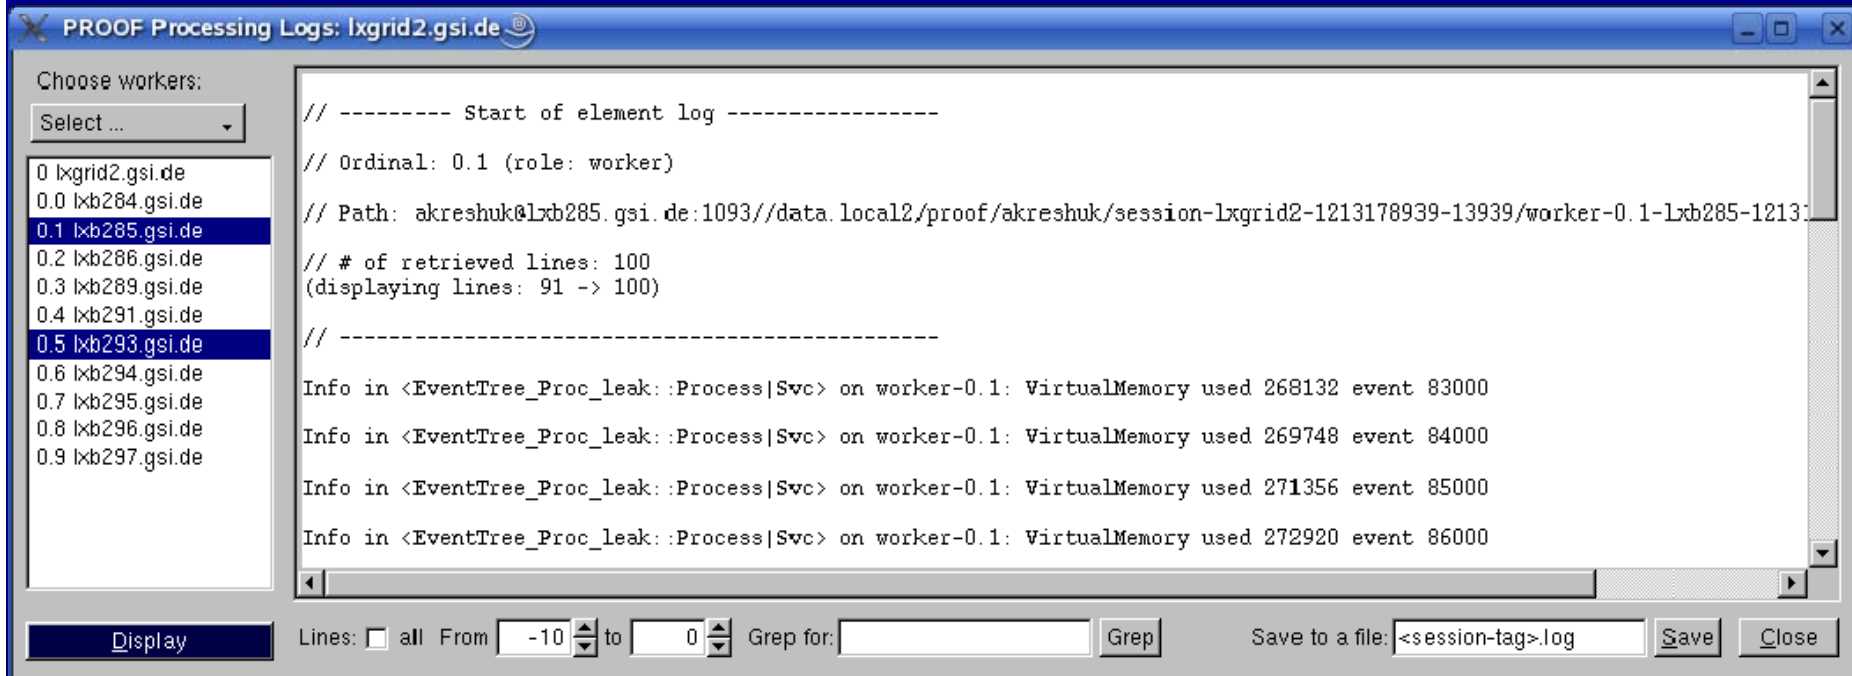 PROOF Processing Logs: lxgrid2.gsi.de
Choose workers:
Select ...
0 lxgrid2.gsi.de
0.0 lxb284.gsi.de
0.1 lxb285.gsi.de
0.2 lxb286.gsi.de
0.3 lxb289.gsi.de
0.4 lxb291.gsi.de
0.5 lxb293.gsi.de
0.6 lxb294.gsi.de
0.7 lxb295.gsi.de
0.8 lxb296.gsi.de
0.9 lxb297.gsi.de
Display
// --------- Start of element log -----------------
// Ordinal: 0.1 (role: worker)
// Path: akreshuk@lxb285.gsi.de:1093//data.local2/proof/akreshuk/session-lxgrid2-1213178939-13939/worker-0.1-lxb285-1213
// # of retrieved lines: 100
(displaying lines: 91 -> 100)
// -------------------------------------------------
Info in <EventTree_Proc_leak::Process|Svc> on worker-0.1: VirtualMemory used 268132 event 83000
Info in <EventTree_Proc_leak::Process|Svc> on worker-0.1: VirtualMemory used 269748 event 84000
Info in <EventTree_Proc_leak::Process|Svc> on worker-0.1: VirtualMemory used 271356 event 85000
Info in <EventTree_Proc_leak::Process|Svc> on worker-0.1: VirtualMemory used 272920 event 86000
Lines: all From -10 to 0 Grep for: Grep Save to a file: <session-tag>.log Save Close